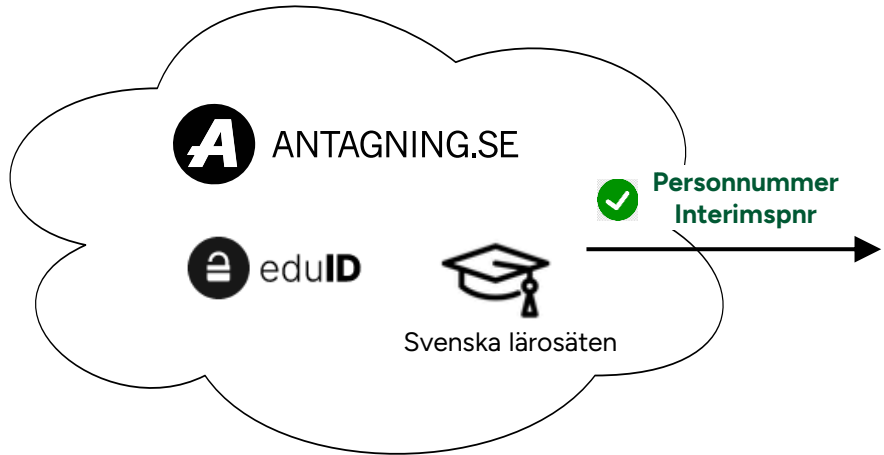 ANTAGNING.SE
Personnummer
Interimspnr
eduID
Svenska lärosäten